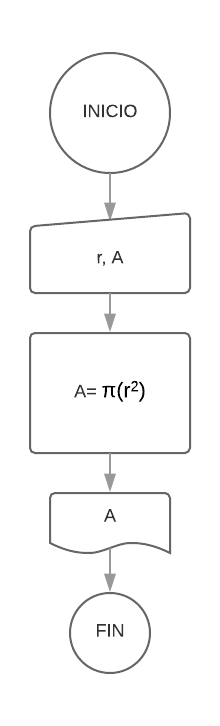 INICIO
r, A
A= π(r²)
A
FIN